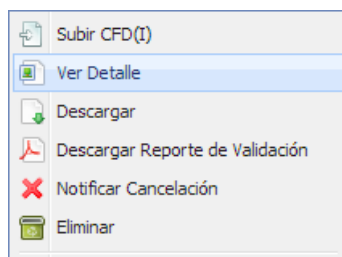 Subir CFD(I)
Ver Detalle
Descargar
Descargar Reporte de Validación
Notificar Cancelación
Eliminar